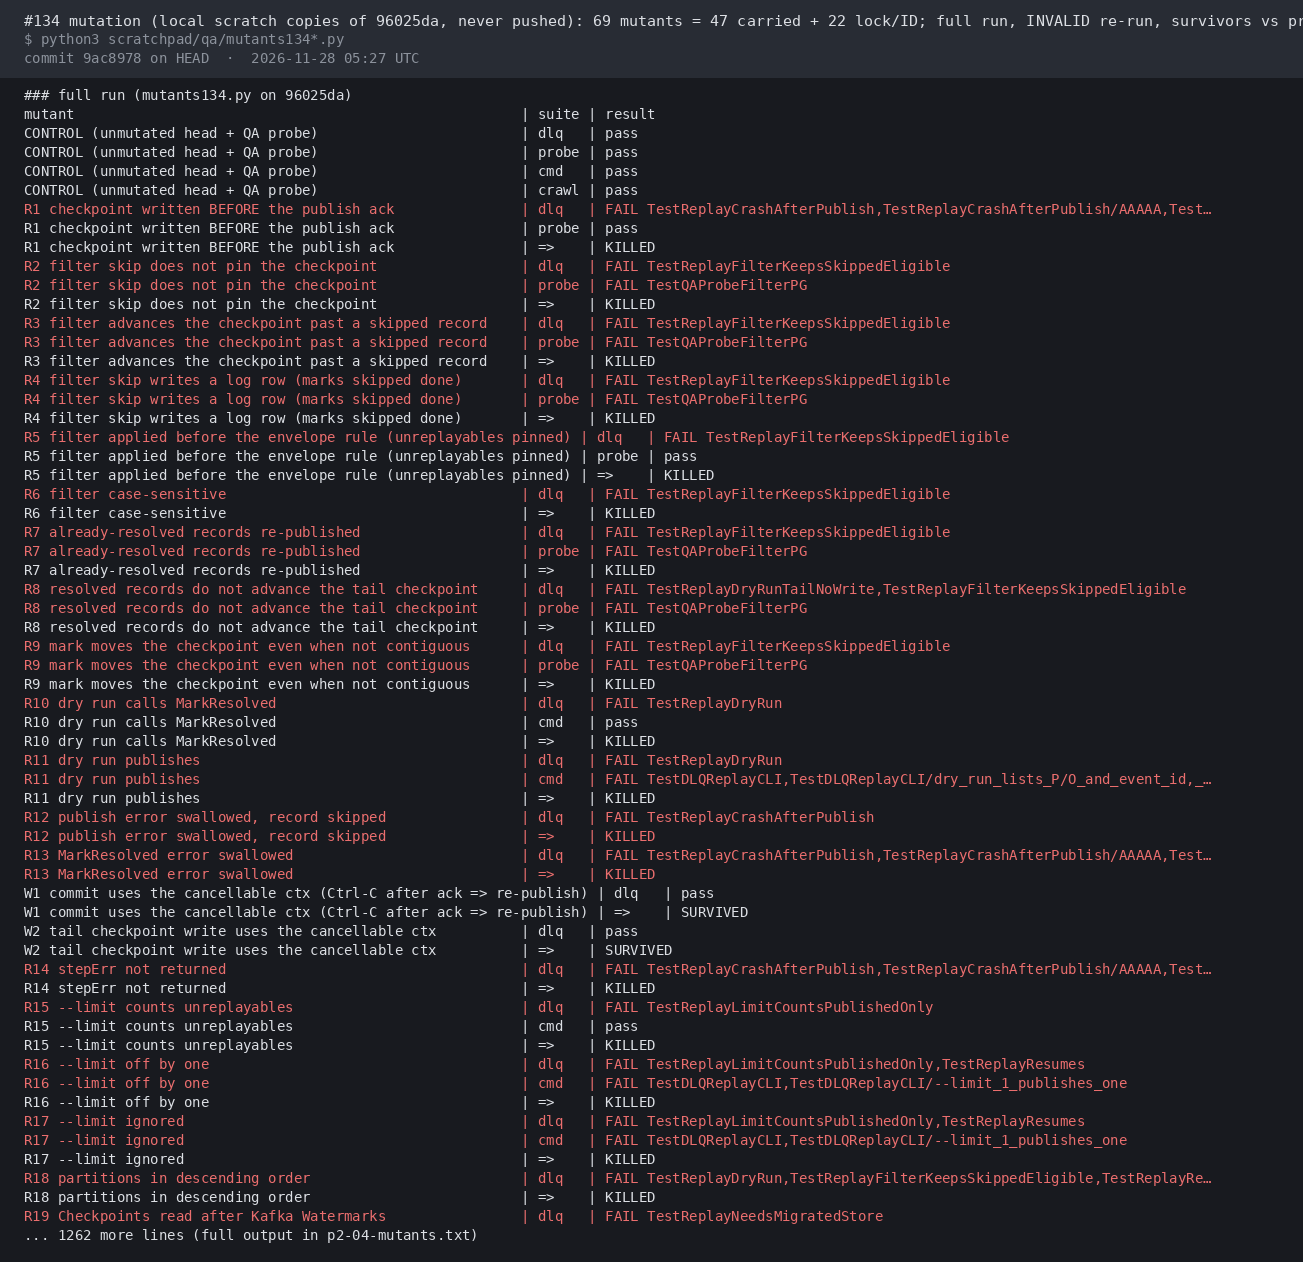 #134 mutation (local scratch copies of 96025da, never pushed): 69 mutants = 47 carried + 22 lock/ID; full run, INVALID re-run, survivors vs pr
$ python3 scratchpad/qa/mutants134*.py
commit 9ac8978 on HEAD · 2026-11-28 05:27 UTC
### full run (mutants134.py on 96025da)
mutant | suite | result
CONTROL (unmutated head + QA probe) | dlq | pass
CONTROL (unmutated head + QA probe) | probe | pass
CONTROL (unmutated head + QA probe) | cmd | pass
CONTROL (unmutated head + QA probe) | crawl | pass
R1 checkpoint written BEFORE the publish ack | dlq | FAIL TestReplayCrashAfterPublish,TestReplayCrashAfterPublish/AAAAA,Test…
R1 checkpoint written BEFORE the publish ack | probe | pass
R1 checkpoint written BEFORE the publish ack | => | KILLED
R2 filter skip does not pin the checkpoint | dlq | FAIL TestReplayFilterKeepsSkippedEligible
R2 filter skip does not pin the checkpoint | probe | FAIL TestQAProbeFilterPG
R2 filter skip does not pin the checkpoint | => | KILLED
R3 filter advances the checkpoint past a skipped record | dlq | FAIL TestReplayFilterKeepsSkippedEligible
R3 filter advances the checkpoint past a skipped record | probe | FAIL TestQAProbeFilterPG
R3 filter advances the checkpoint past a skipped record | => | KILLED
R4 filter skip writes a log row (marks skipped done) | dlq | FAIL TestReplayFilterKeepsSkippedEligible
R4 filter skip writes a log row (marks skipped done) | probe | FAIL TestQAProbeFilterPG
R4 filter skip writes a log row (marks skipped done) | => | KILLED
R5 filter applied before the envelope rule (unreplayables pinned) | dlq | FAIL TestReplayFilterKeepsSkippedEligible
R5 filter applied before the envelope rule (unreplayables pinned) | probe | pass
R5 filter applied before the envelope rule (unreplayables pinned) | => | KILLED
R6 filter case-sensitive | dlq | FAIL TestReplayFilterKeepsSkippedEligible
R6 filter case-sensitive | => | KILLED
R7 already-resolved records re-published | dlq | FAIL TestReplayFilterKeepsSkippedEligible
R7 already-resolved records re-published | probe | FAIL TestQAProbeFilterPG
R7 already-resolved records re-published | => | KILLED
R8 resolved records do not advance the tail checkpoint | dlq | FAIL TestReplayDryRunTailNoWrite,TestReplayFilterKeepsSkippedEligible
R8 resolved records do not advance the tail checkpoint | probe | FAIL TestQAProbeFilterPG
R8 resolved records do not advance the tail checkpoint | => | KILLED
R9 mark moves the checkpoint even when not contiguous | dlq | FAIL TestReplayFilterKeepsSkippedEligible
R9 mark moves the checkpoint even when not contiguous | probe | FAIL TestQAProbeFilterPG
R9 mark moves the checkpoint even when not contiguous | => | KILLED
R10 dry run calls MarkResolved | dlq | FAIL TestReplayDryRun
R10 dry run calls MarkResolved | cmd | pass
R10 dry run calls MarkResolved | => | KILLED
R11 dry run publishes | dlq | FAIL TestReplayDryRun
R11 dry run publishes | cmd | FAIL TestDLQReplayCLI,TestDLQReplayCLI/dry_run_lists_P/O_and_event_id,_…
R11 dry run publishes | => | KILLED
R12 publish error swallowed, record skipped | dlq | FAIL TestReplayCrashAfterPublish
R12 publish error swallowed, record skipped | => | KILLED
R13 MarkResolved error swallowed | dlq | FAIL TestReplayCrashAfterPublish,TestReplayCrashAfterPublish/AAAAA,Test…
R13 MarkResolved error swallowed | => | KILLED
W1 commit uses the cancellable ctx (Ctrl-C after ack => re-publish) | dlq | pass
W1 commit uses the cancellable ctx (Ctrl-C after ack => re-publish) | => | SURVIVED
W2 tail checkpoint write uses the cancellable ctx | dlq | pass
W2 tail checkpoint write uses the cancellable ctx | => | SURVIVED
R14 stepErr not returned | dlq | FAIL TestReplayCrashAfterPublish,TestReplayCrashAfterPublish/AAAAA,Test…
R14 stepErr not returned | => | KILLED
R15 --limit counts unreplayables | dlq | FAIL TestReplayLimitCountsPublishedOnly
R15 --limit counts unreplayables | cmd | pass
R15 --limit counts unreplayables | => | KILLED
R16 --limit off by one | dlq | FAIL TestReplayLimitCountsPublishedOnly,TestReplayResumes
R16 --limit off by one | cmd | FAIL TestDLQReplayCLI,TestDLQReplayCLI/--limit_1_publishes_one
R16 --limit off by one | => | KILLED
R17 --limit ignored | dlq | FAIL TestReplayLimitCountsPublishedOnly,TestReplayResumes
R17 --limit ignored | cmd | FAIL TestDLQReplayCLI,TestDLQReplayCLI/--limit_1_publishes_one
R17 --limit ignored | => | KILLED
R18 partitions in descending order | dlq | FAIL TestReplayDryRun,TestReplayFilterKeepsSkippedEligible,TestReplayRe…
R18 partitions in descending order | => | KILLED
R19 Checkpoints read after Kafka Watermarks | dlq | FAIL TestReplayNeedsMigratedStore
... 1262 more lines (full output in p2-04-mutants.txt)